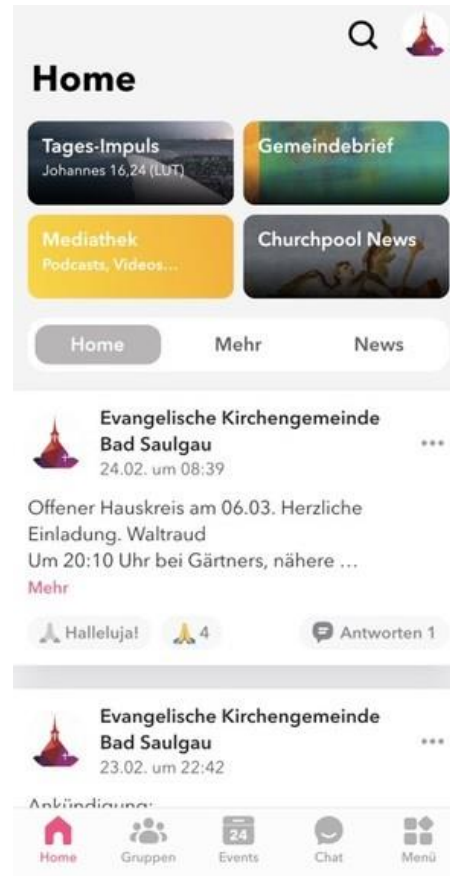 Home
Tages-Impuls
Johannes 16,24 (LUT)
Gemeindebrief
Mediathek
Podcasts, Videos...
Churchpool News
Home Mehr News
Evangelische Kirchengemeinde
Bad Saulgau
24.02. um 08:39
Offener Hauskreis am 06.03. Herzliche
Einladung. Waltraud
Um 20:10 Uhr bei Gärtners, nähere ...
Mehr
Halleluja! 4 Antworten 1
Evangelische Kirchengemeinde
Bad Saulgau
23.02. um 22:42
Ankündigung:
24
Home Gruppen Events Chat Menü